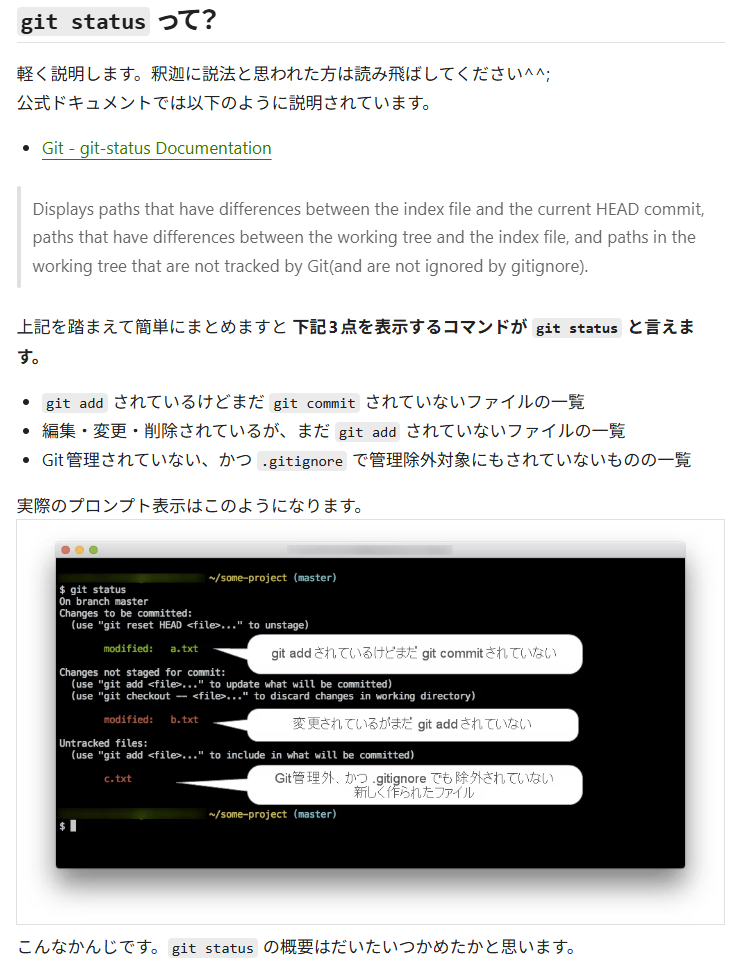 git status って？
軽く説明します。釈迦に説法と思われた方は読み飛ばしてください^^;
公式ドキュメントでは以下のように説明されています。
Git - git-status Documentation
Displays paths that have differences between the index file and the current HEAD commit,
paths that have differences between the working tree and the index file, and paths in the
working tree that are not tracked by Git(and are not ignored by gitignore).
上記を踏まえて簡単にまとめますと 下記3点を表示するコマンドが git status と言えま
す。
git add されているけどまだ git commit されていないファイルの一覧
編集・変更・削除されているが、まだ git add されていないファイルの一覧
Git管理されていない、かつ .gitignore で管理除外対象にもされていないものの一覧
実際のプロンプト表示はこのようになります。
~/some-project (master)
$ git status
On branch master
Changes to be committed:
(use "git reset HEAD <file>..." to unstage)
modified: a.txt
git addされているけどまだ git commitされていない
Changes not staged for commit:
(use "git add <file>..." to update what will be committed)
(use "git checkout -- <file>..." to discard changes in working directory)
modified: b.txt
変更されているがまだ git addされていない
Untracked files:
(use "git add <file>..." to include in what will be committed)
c.txt
Git管理外、かつ .gitignore でも除外されていない
新しく作られたファイル
~/some-project (master)
$
こんなかんじです。 git status の概要はだいたいつかめたかと思います。